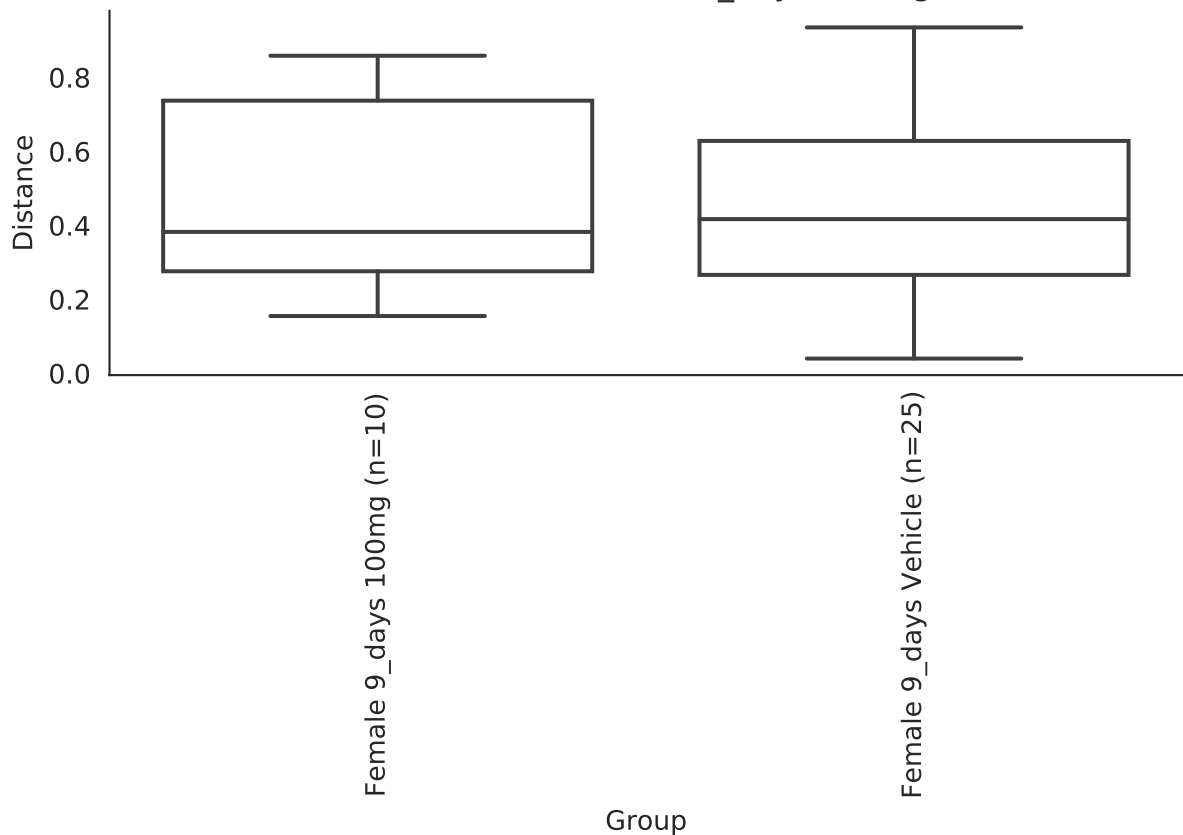 0.8
0.6
0.4
0.2
0.0
Distance
Female 9_days 100mg (n=10)
Female 9_days Vehicle (n=25)
Group